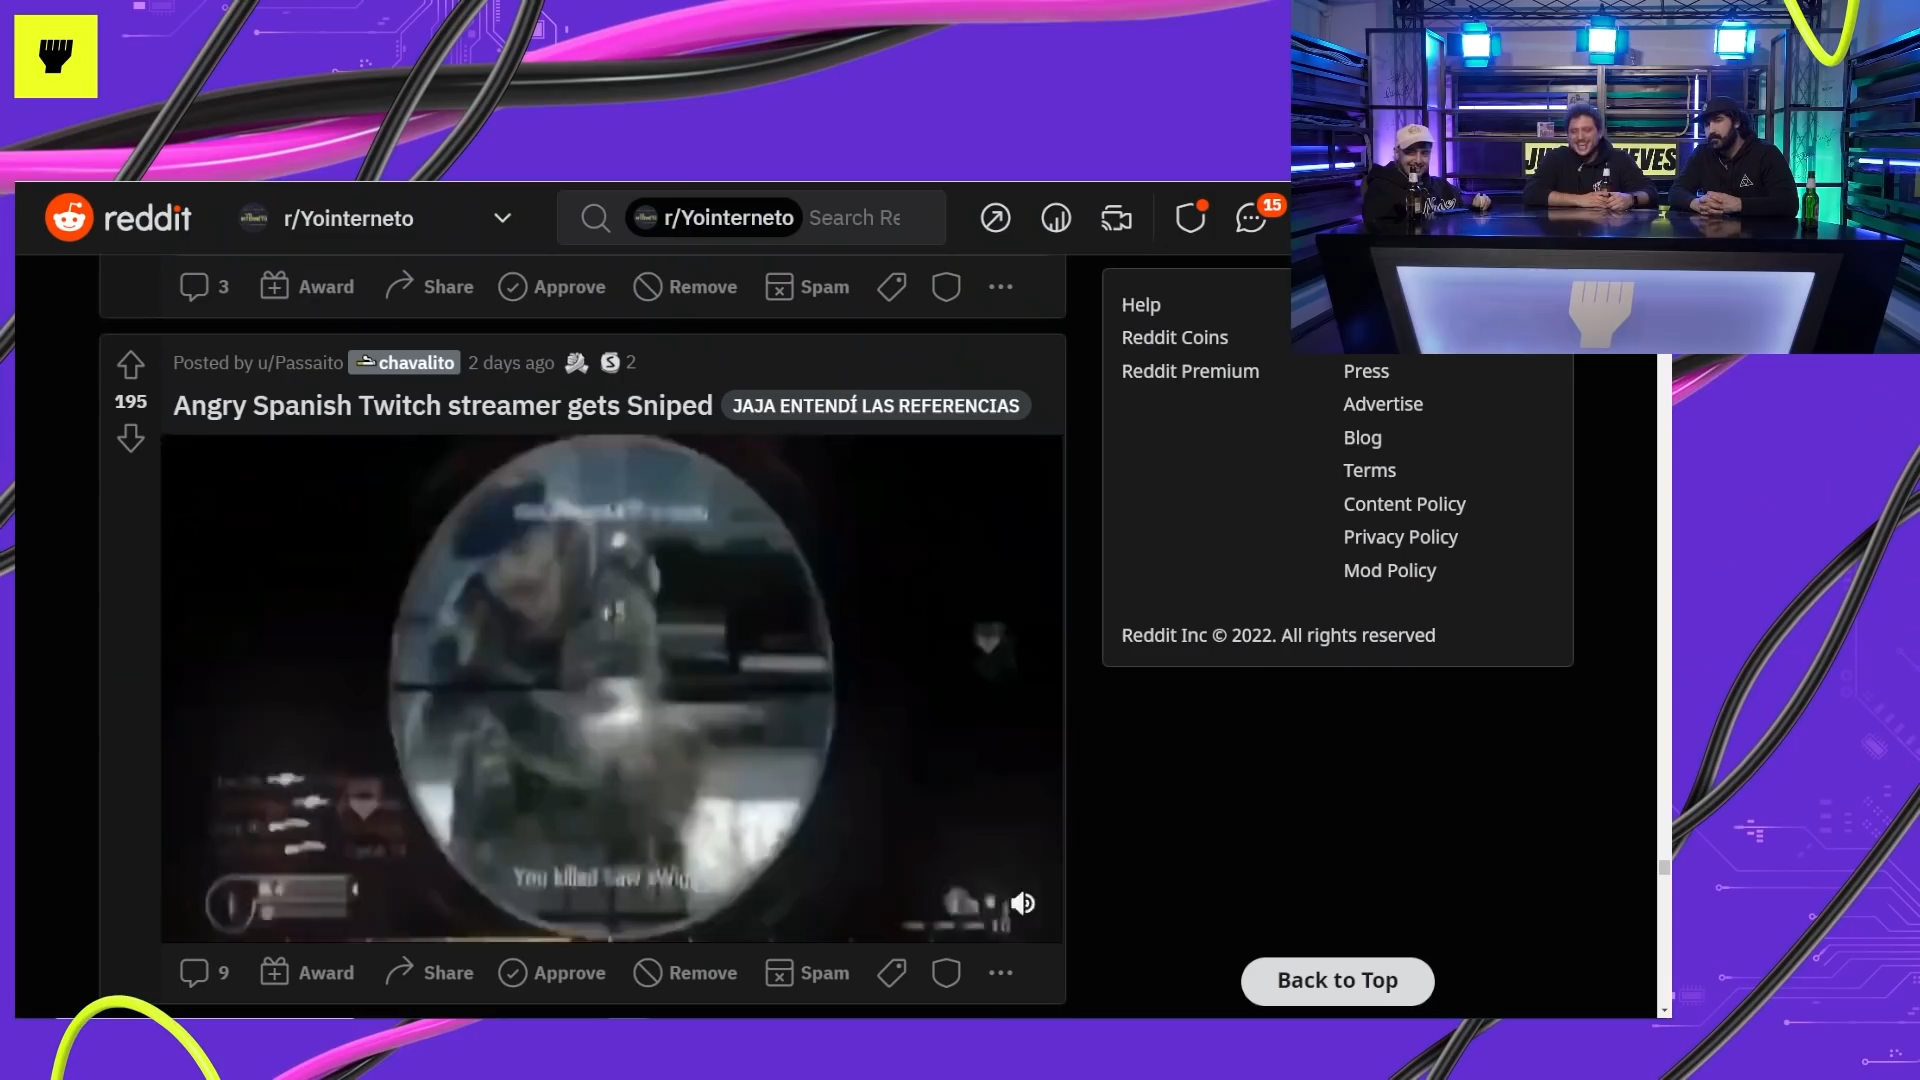 reddit
r/Yointerneto
r/Yointerneto Search Re
15
3 Award Share Approve Remove Spam
Posted by u/Passaito chavalito 2 days ago S 2
195
Angry Spanish Twitch streamer gets Sniped JAJA ENTENDÍ LAS REFERENCIAS
+5
You killed
9 Award Share Approve Remove Spam
Help
Reddit Coins
Reddit Premium
Press
Advertise
Blog
Terms
Content Policy
Privacy Policy
Mod Policy
Reddit Inc © 2022. All rights reserved
Back to Top